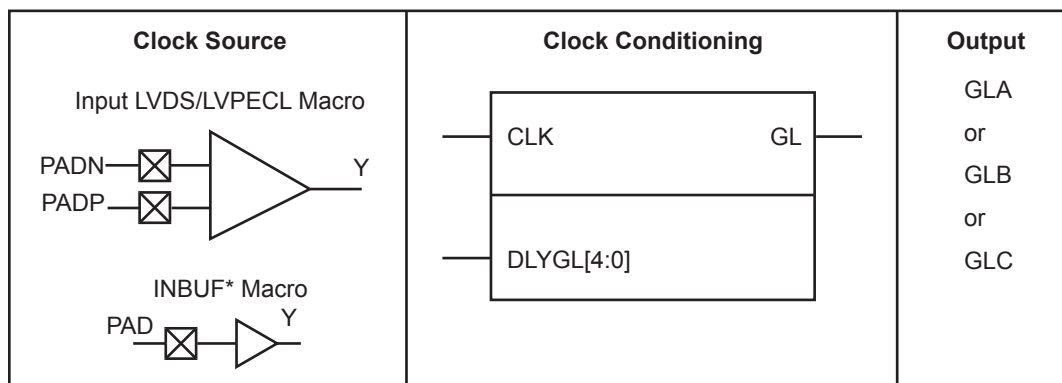 Clock Source
Input LVDS/LVPECL Macro
PADN
PADP
Y
INBUF* Macro
PAD
Y
Clock Conditioning
CLK
GL
DLYGL[4:0]
Output
GLA
or
GLB
or
GLC